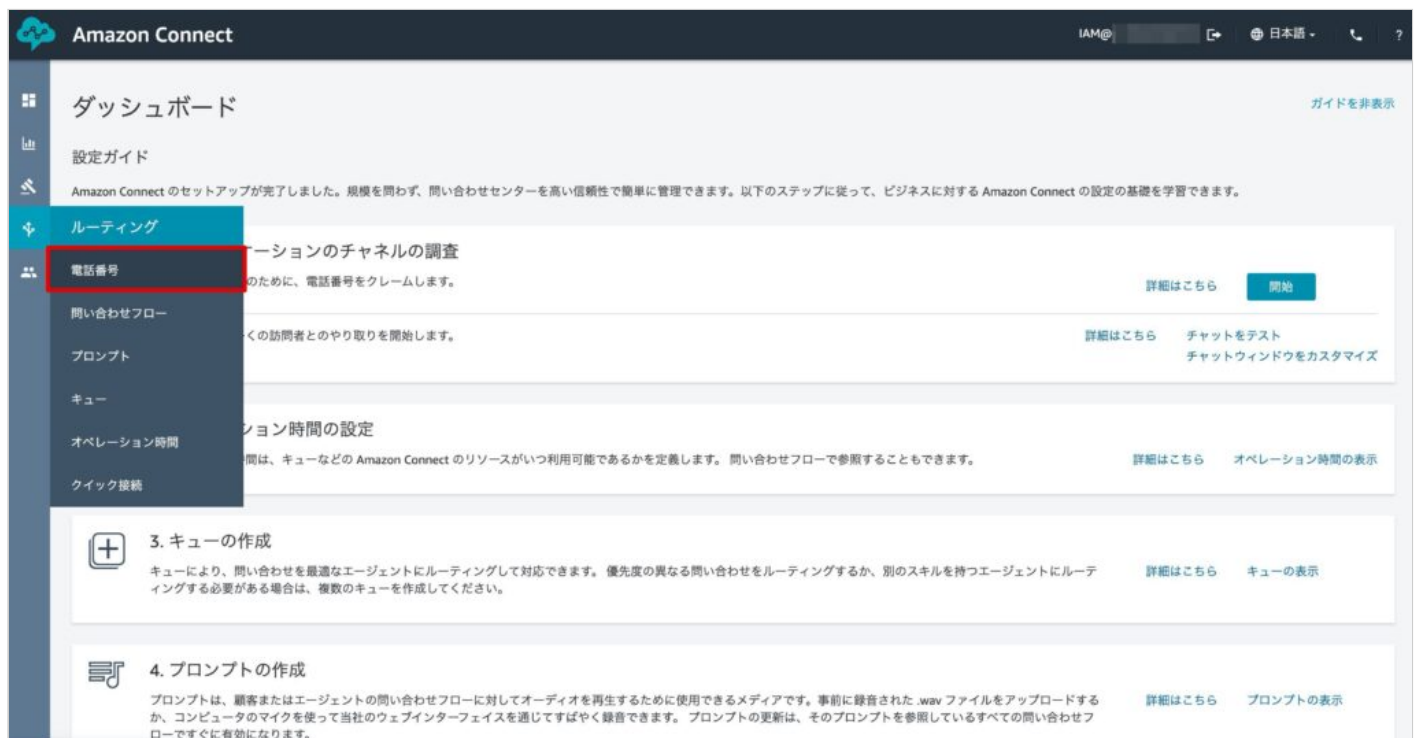 Amazon Connect
IAM@
日本語
?
ダッシュボード
ガイドを非表示
設定ガイド
Amazon Connect のセットアップが完了しました。規模を問わず、問い合わせセンターを高い信頼性で簡単に管理できます。以下のステップに従って、ビジネスに対する Amazon Connect の設定の基礎を学習できます。
ルーティング
電話番号
問い合わせフロー
プロンプト
キュー
オペレーション時間
クイック接続
ーションのチャネルの調査
のために、電話番号をクレームします。
詳細はこちら
開始
くの訪問者とのやり取りを開始します。
詳細はこちら
チャットをテスト
チャットウィンドウをカスタマイズ
ション時間の設定
間は、キューなどの Amazon Connect のリソースがいつ利用可能であるかを定義します。 問い合わせフローで参照することもできます。
詳細はこちら
オペレーション時間の表示
3. キューの作成
キューにより、問い合わせを最適なエージェントにルーティングして対応できます。 優先度の異なる問い合わせをルーティングするか、別のスキルを持つエージェントにルーテ
ィングする必要がある場合は、複数のキューを作成してください。
詳細はこちら
キューの表示
4. プロンプトの作成
プロンプトは、顧客またはエージェントの問い合わせフローに対してオーディオを再生するために使用できるメディアです。事前に録音された .wav ファイルをアップロードする
か、コンピュータのマイクを使って当社のウェブインターフェイスを通じてすばやく録音できます。 プロンプトの更新は、そのプロンプトを参照しているすべての問い合わせフ
ローですぐに有効になります。
詳細はこちら
プロンプトの表示